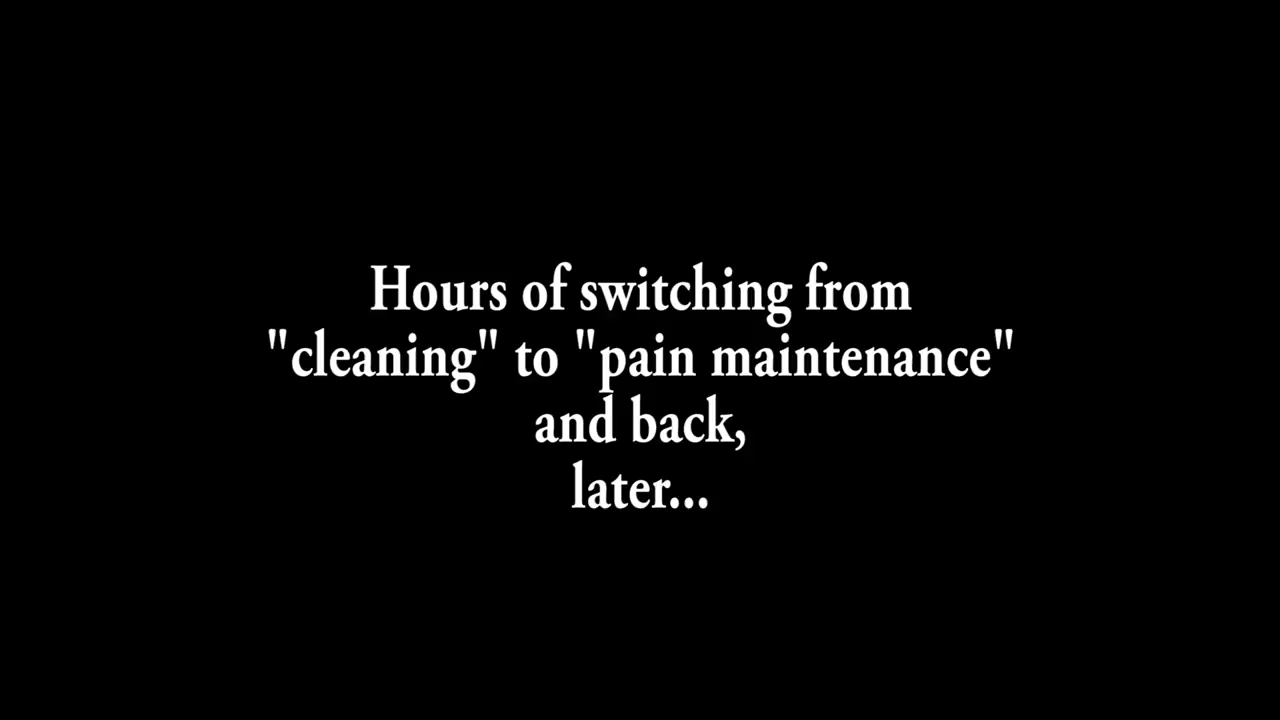 Hours of switching from
"cleaning" to "pain maintenance"
and back,
later...